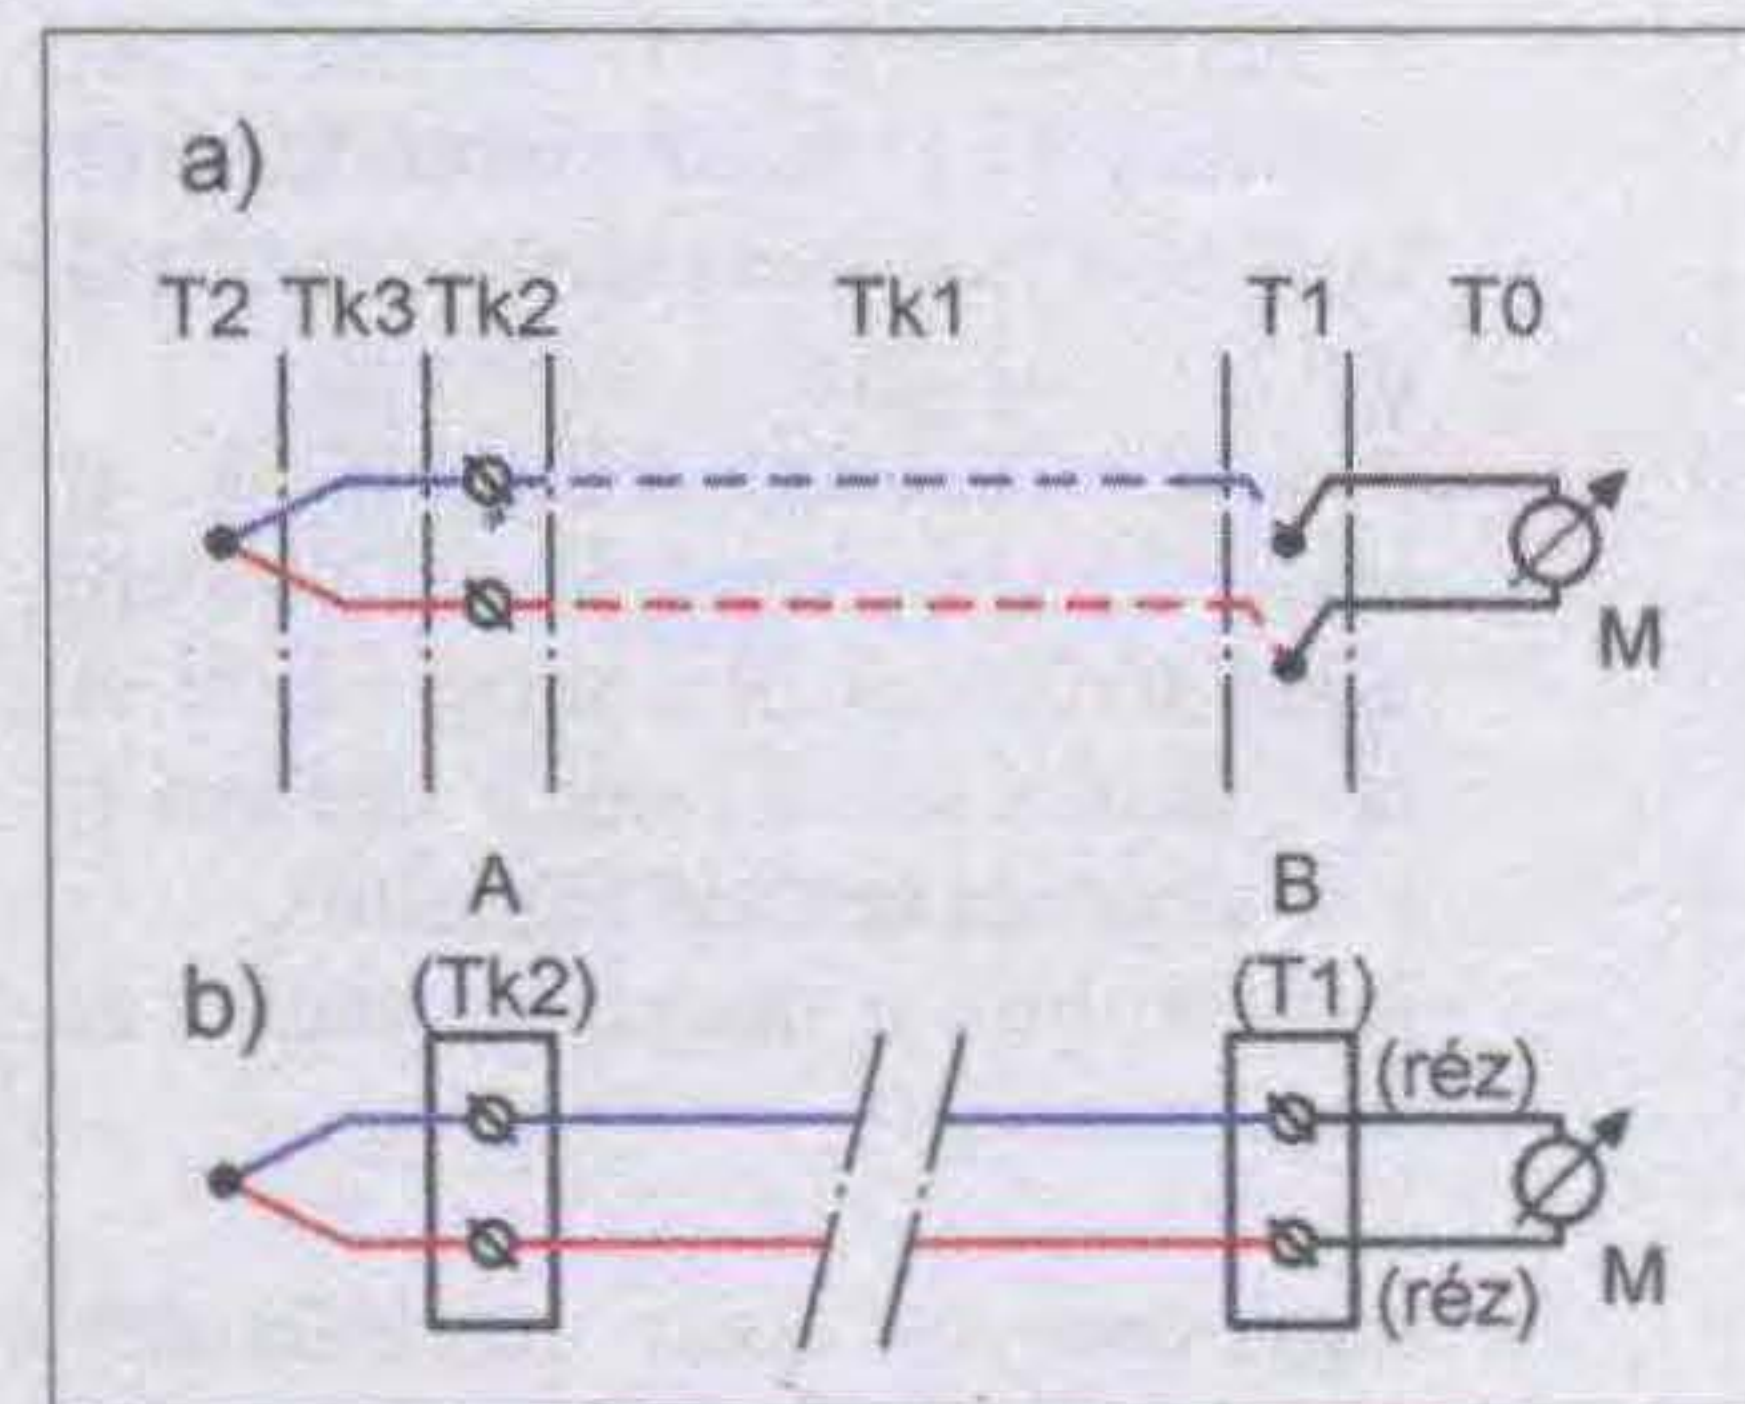 a)
T2 Tk3 Tk2 Tk1 T1 T0
M
A B
b) (Tk2) (T1)
(réz)
(réz) M